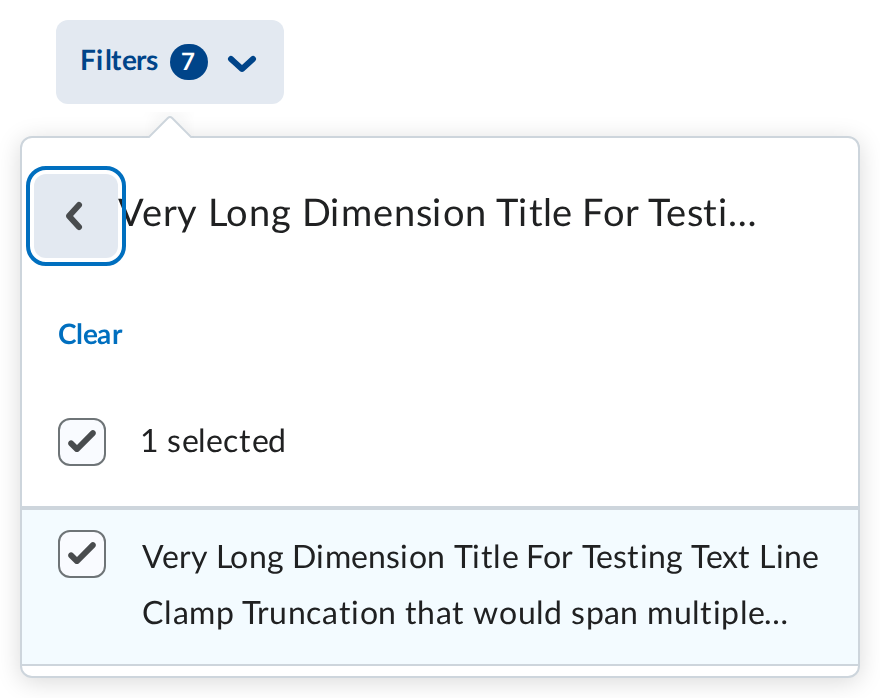 Filters 7
Very Long Dimension Title For Testi...
Clear
1 selected
Very Long Dimension Title For Testing Text Line
Clamp Truncation that would span multiple...